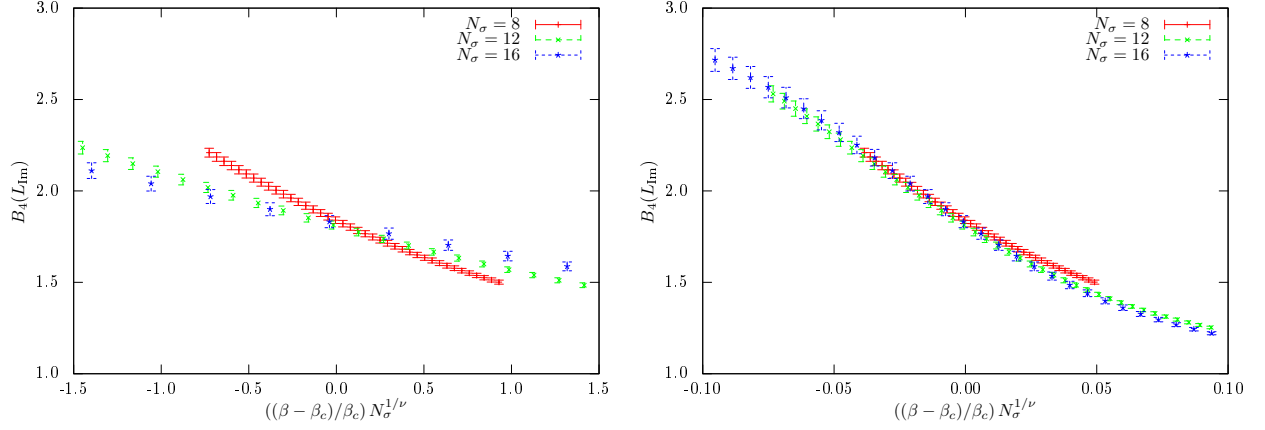 3.0
2.5
2.0
1.5
1.0
B₄(L_Im)
-1.5 -1.0 -0.5 0.0 0.5 1.0 1.5
((β − β_c)/β_c) N_σ^{1/ν}
N_σ = 8
N_σ = 12
N_σ = 16
3.0
2.5
2.0
1.5
1.0
B₄(L_Im)
-0.10 -0.05 0.00 0.05 0.10
((β − β_c)/β_c) N_σ^{1/ν}
N_σ = 8
N_σ = 12
N_σ = 16